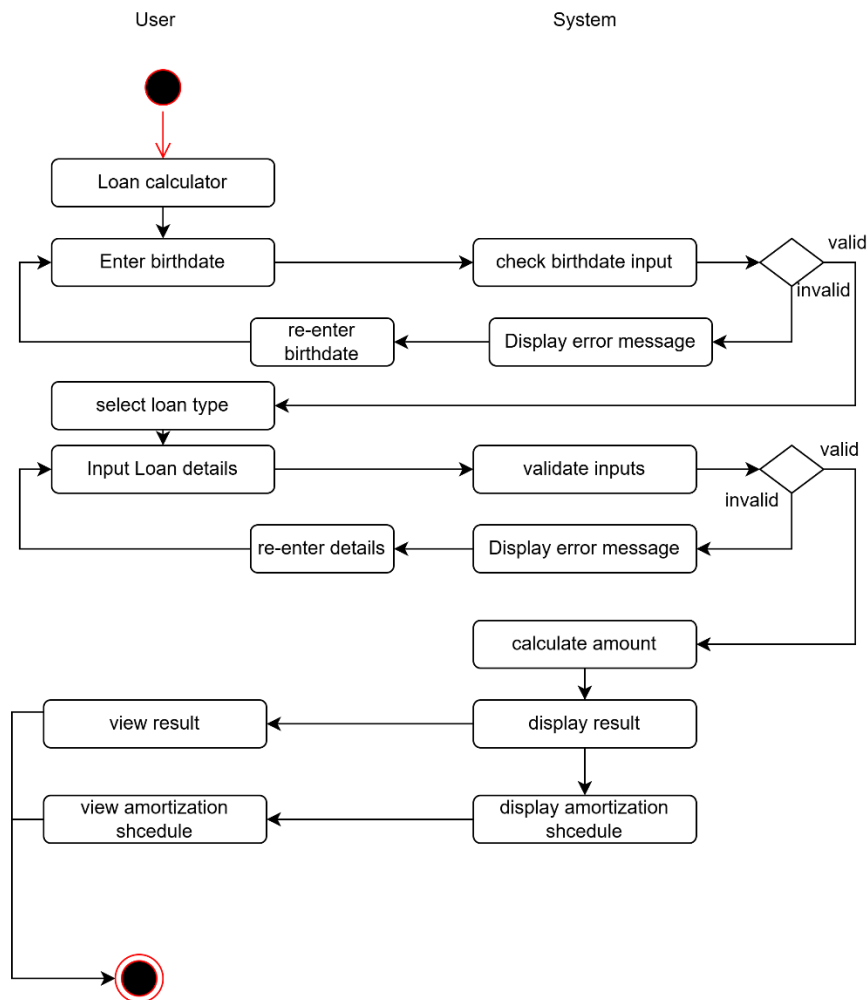 User
System
Loan calculator
Enter birthdate
check birthdate input
valid
invalid
re-enter
birthdate
Display error message
select loan type
Input Loan details
validate inputs
valid
invalid
re-enter details
Display error message
calculate amount
view result
display result
view amortization
shcedule
display amortization
shcedule